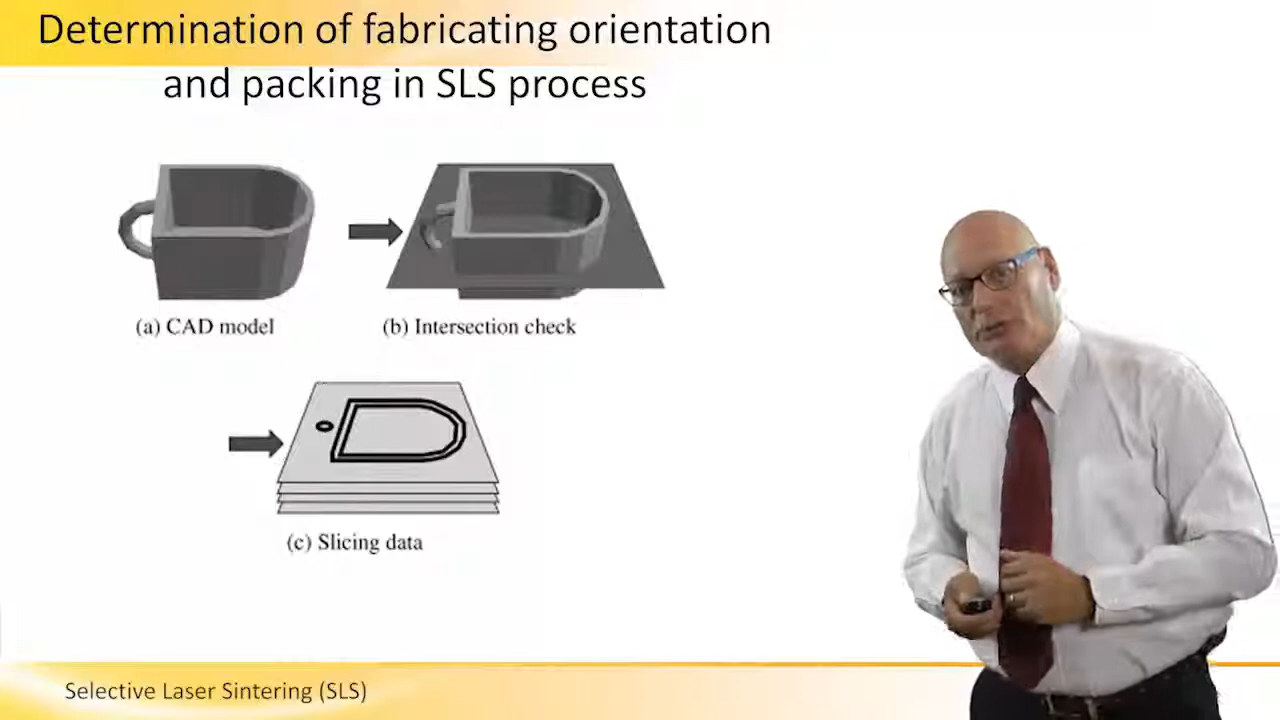 Determination of fabricating orientation
and packing in SLS process
(a) CAD model
(b) Intersection check
(c) Slicing data
Selective Laser Sintering (SLS)